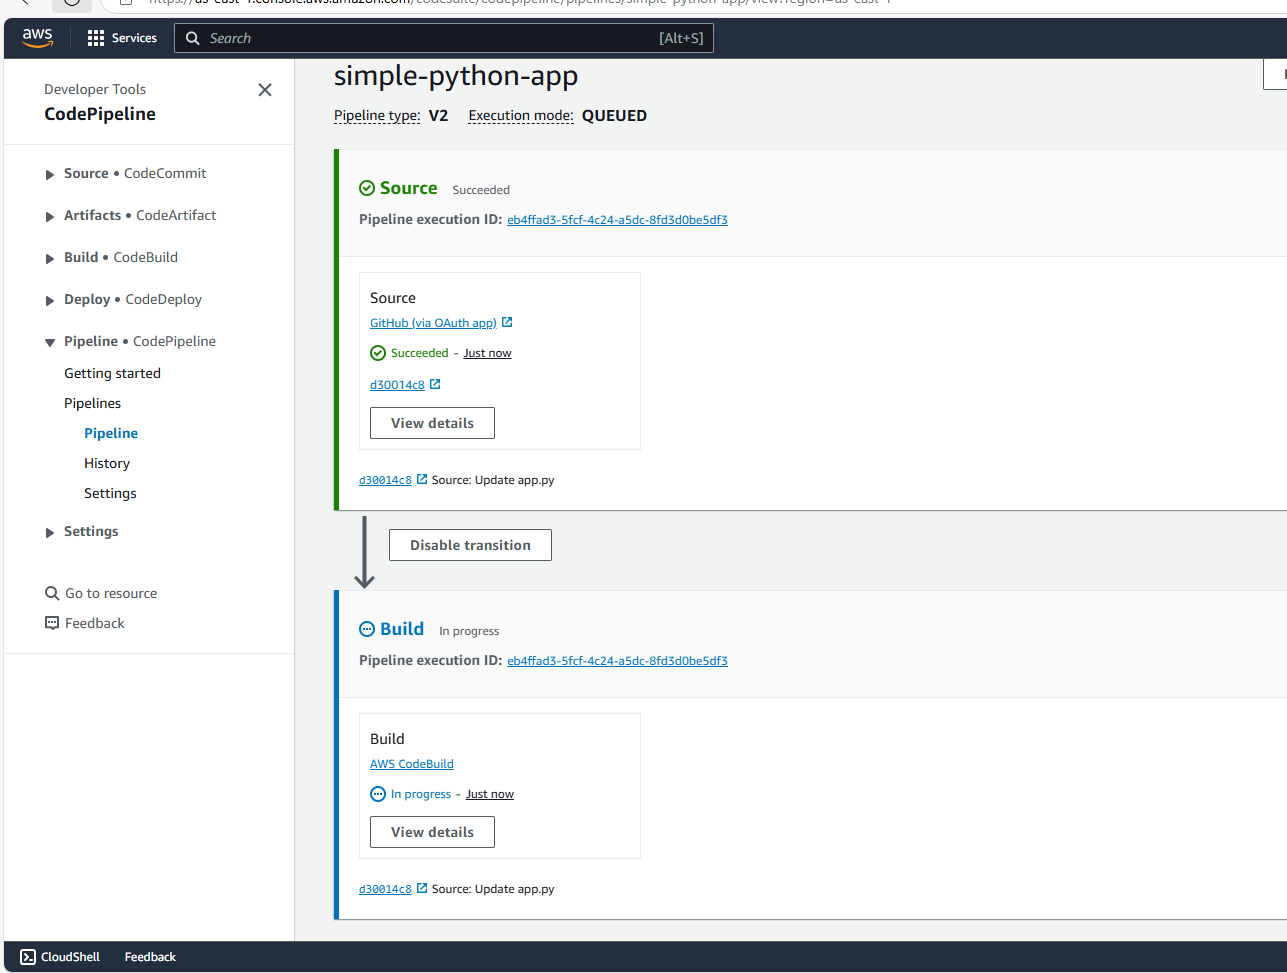 aws
Services
Search
[Alt+S]
Developer Tools
CodePipeline
Source • CodeCommit
Artifacts • CodeArtifact
Build • CodeBuild
Deploy • CodeDeploy
Pipeline • CodePipeline
Getting started
Pipelines
Pipeline
History
Settings
Settings
Go to resource
Feedback
simple-python-app
Pipeline type: V2 Execution mode: QUEUED
Source Succeeded
Pipeline execution ID: eb4ffad3-5fcf-4c24-a5dc-8fd3d0be5df3
Source
GitHub (via OAuth app)
Succeeded - Just now
d30014c8
View details
d30014c8 Source: Update app.py
Disable transition
Build In progress
Pipeline execution ID: eb4ffad3-5fcf-4c24-a5dc-8fd3d0be5df3
Build
AWS CodeBuild
In progress - Just now
View details
d30014c8 Source: Update app.py
CloudShell
Feedback